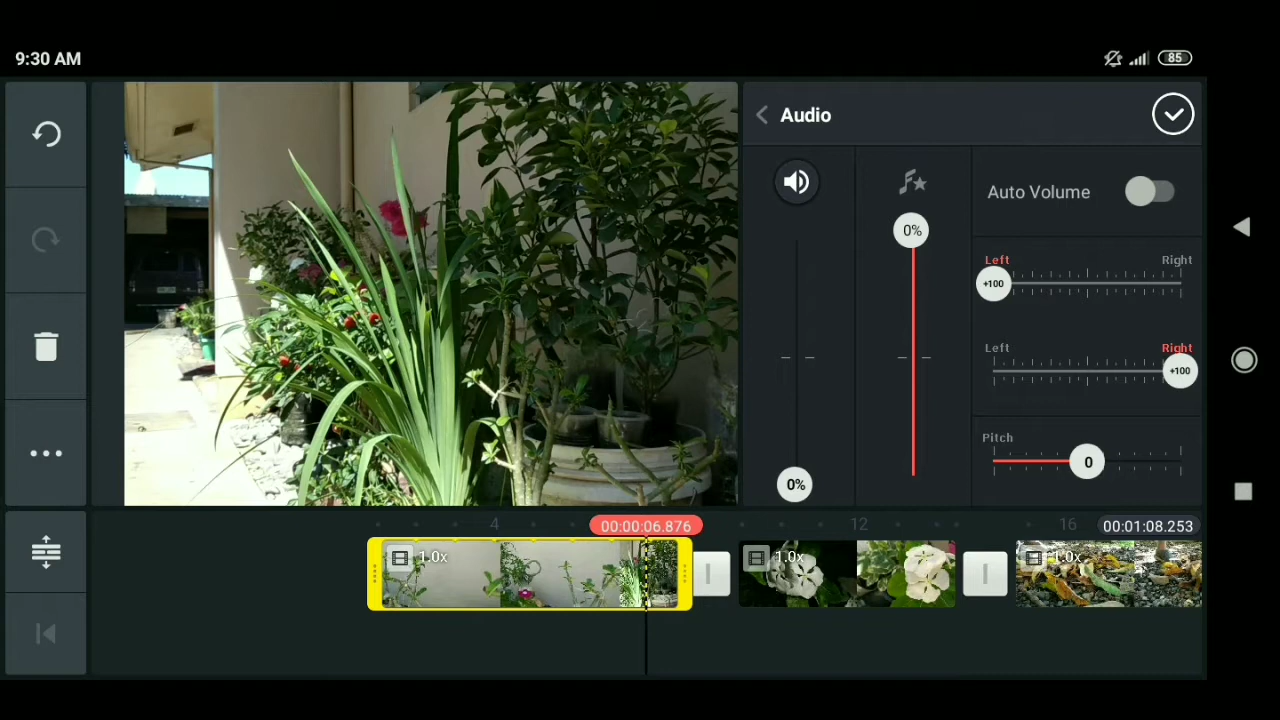 9:30 AM
85
Audio
Auto Volume
0%
Left
Right
+100
Left
Right
+100
Pitch
0
0%
4
00:00:06.876
12
16
00:01:08.253
1.0x
1.0x
1.0x